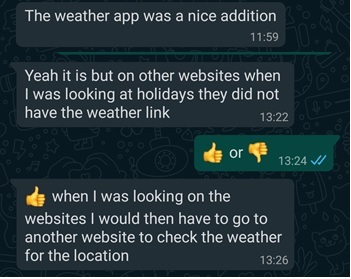 The weather app was a nice addition
11:59
Yeah it is but on other websites when
I was looking at holidays they did not
have the weather link
13:22
👍 or 👎
13:24
👍 when I was looking on the
websites I would then have to go to
another website to check the weather
for the location
13:26